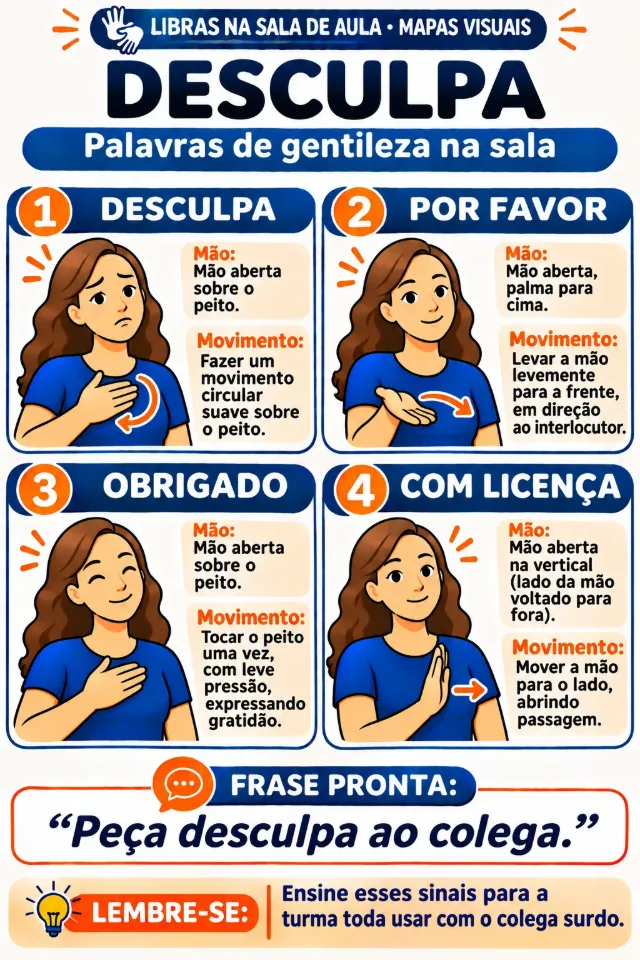 LIBRAS NA SALA DE AULA • MAPAS VISUAIS
DESCULPA
Palavras de gentileza na sala
1 DESCULPA
Mão:
Mão aberta
sobre o
peito.
Movimento:
Fazer um
movimento
circular
suave sobre
o peito.
2 POR FAVOR
Mão:
Mão aberta,
palma para
cima.
Movimento:
Levar a mão
levemente
para a frente,
em direção
ao interlocutor.
3 OBRIGADO
Mão:
Mão aberta
sobre o
peito.
Movimento:
Tocar o peito
uma vez,
com leve
pressão,
expressando
gratidão.
4 COM LICENÇA
Mão:
Mão aberta
na vertical
(lado da mão
voltado para
fora).
Movimento:
Mover a mão
para o lado,
abrindo
passagem.
FRASE PRONTA:
“Peça desculpa ao colega.”
LEMBRE-SE:
Ensine esses sinais para a
turma toda usar com o colega surdo.